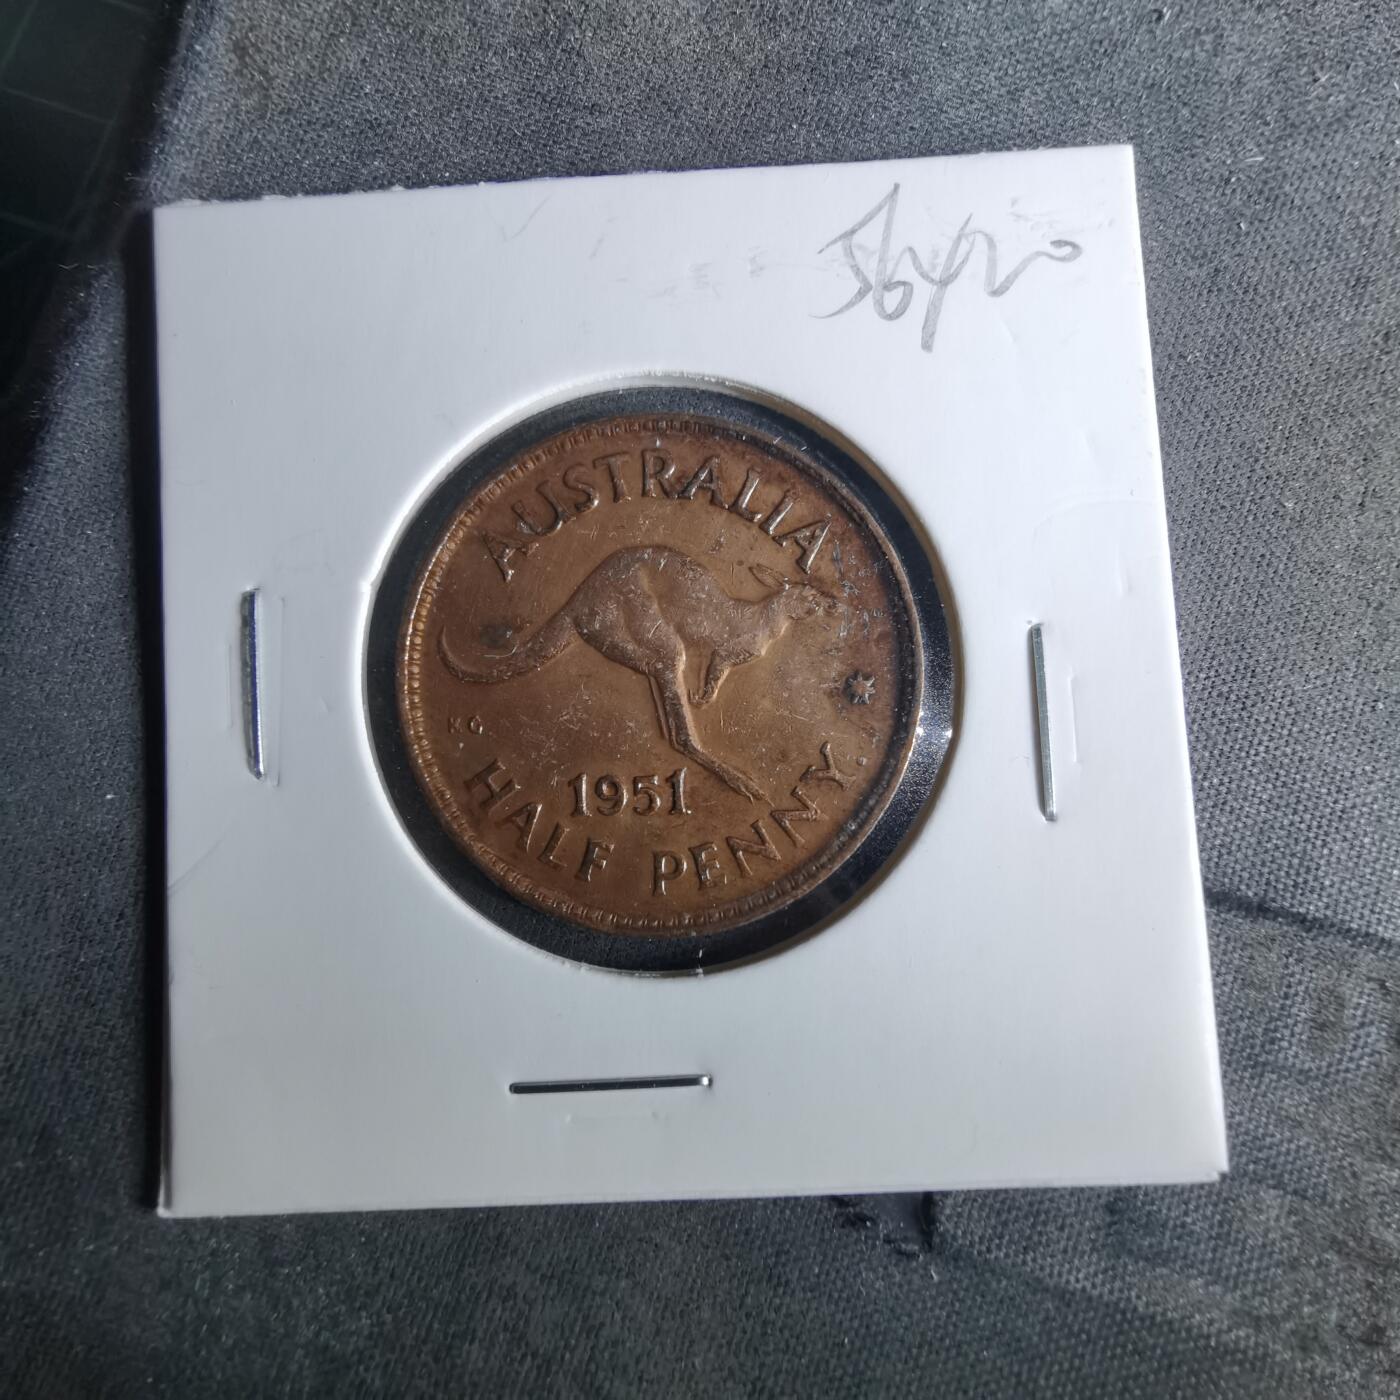 AUSTRALIA
KG
1951
HALF PENNY.